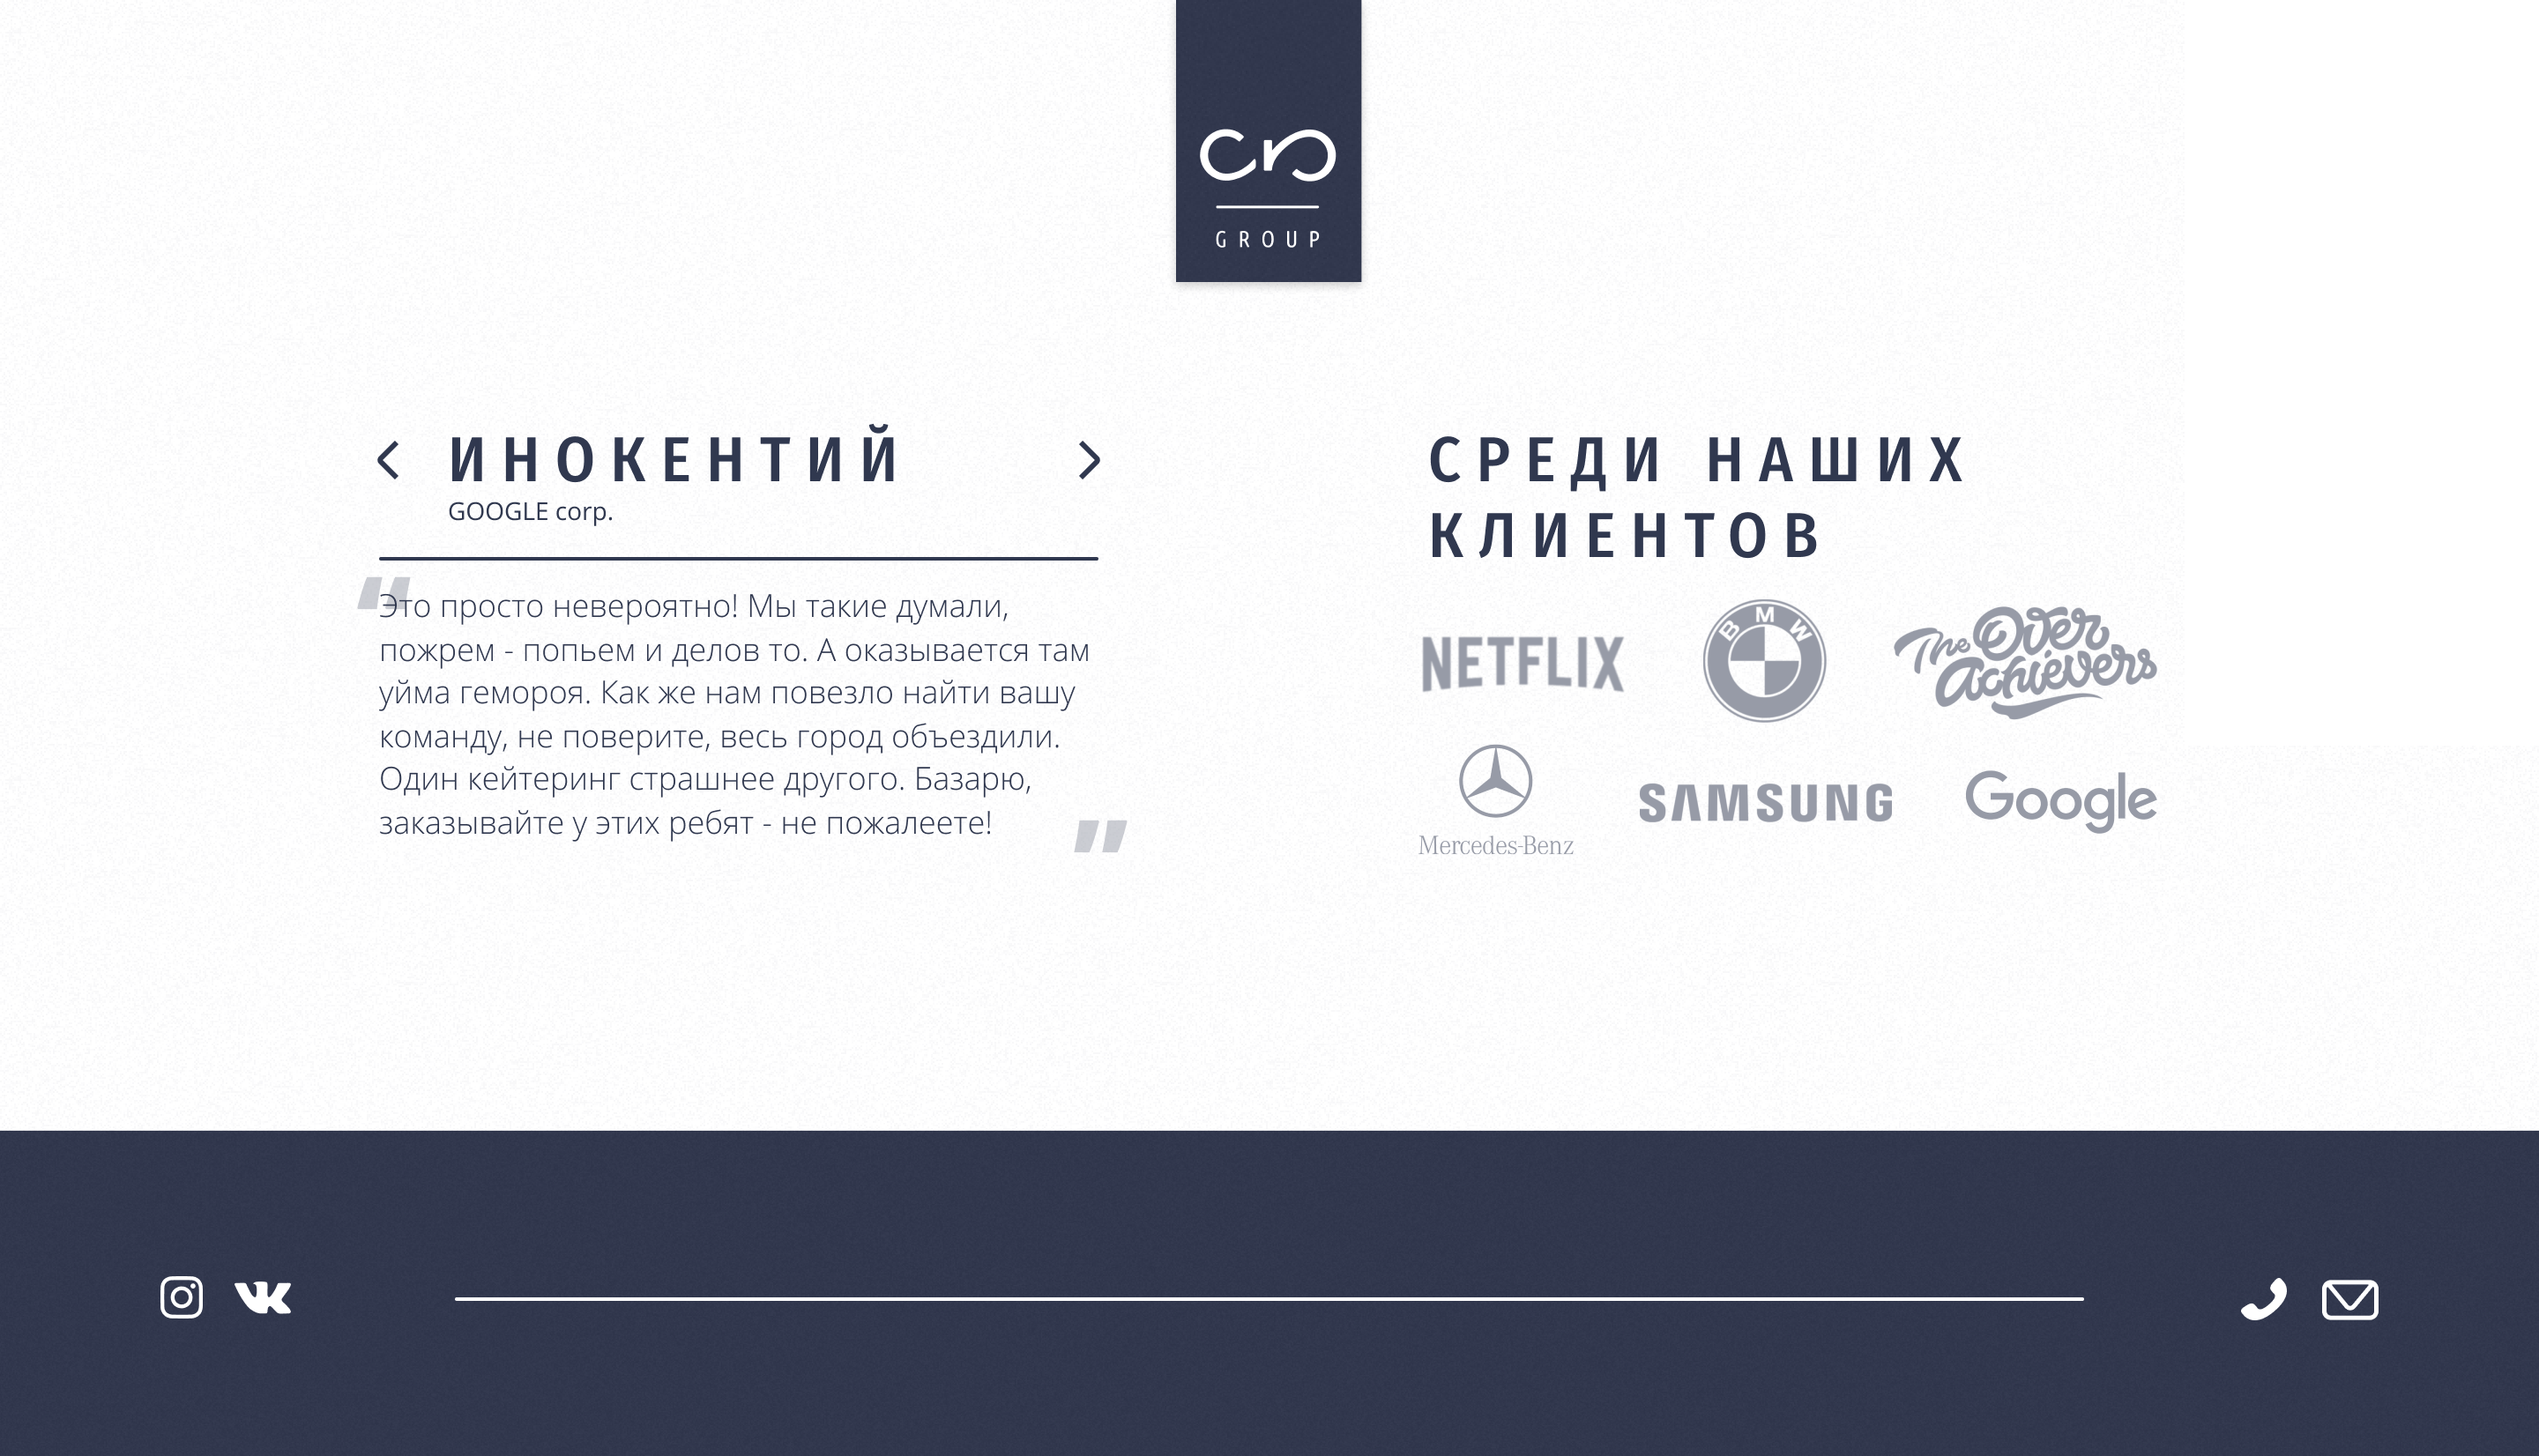 GROUP
ИНОКЕНТИЙ
GOOGLE corp.
“
Это просто невероятно! Мы такие думали,
пожрем - попьем и делов то. А оказывается там
уйма гемороя. Как же нам повезло найти вашу
команду, не поверите, весь город объездили.
Один кейтеринг страшнее другого. Базарю,
заказывайте у этих ребят - не пожалеете!
”
СРЕДИ НАШИХ
КЛИЕНТОВ
NETFLIX
BMW
The Over
Achievers
Mercedes-Benz
SAMSUNG
Google